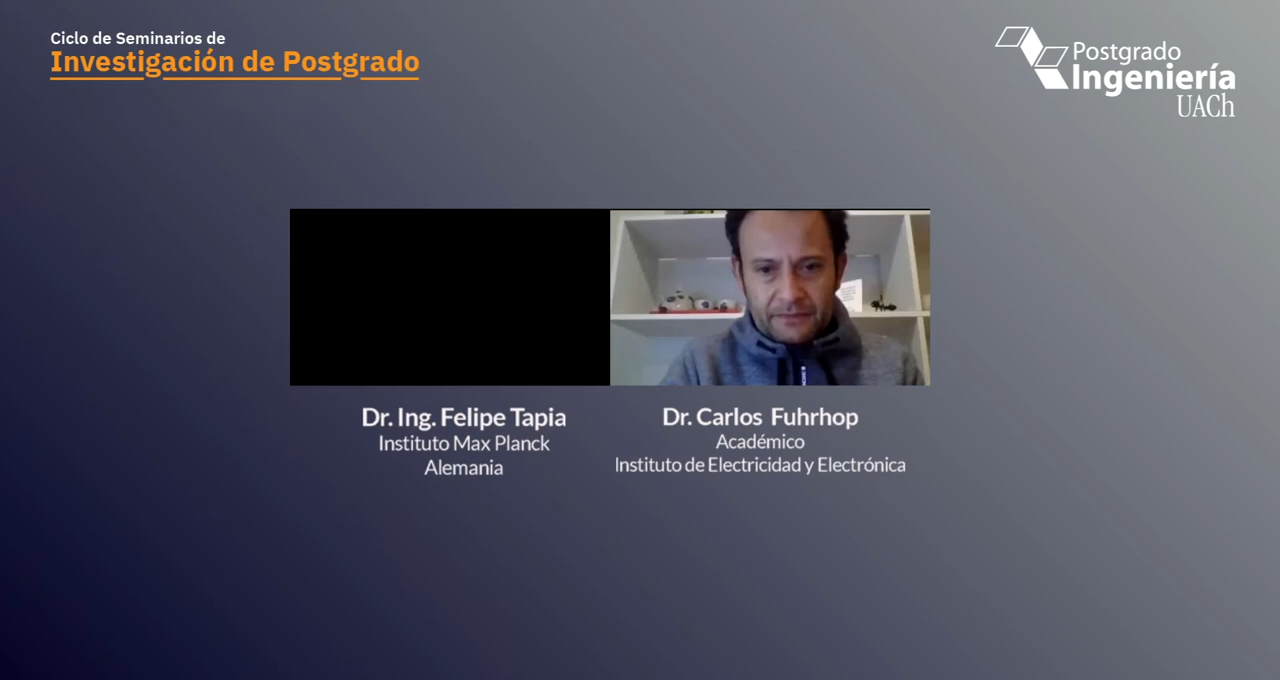 Ciclo de Seminarios de
Investigación de Postgrado
Postgrado
Ingeniería
UACh
Dr. Ing. Felipe Tapia
Instituto Max Planck
Alemania
Dr. Carlos Fuhrhop
Académico
Instituto de Electricidad y Electrónica